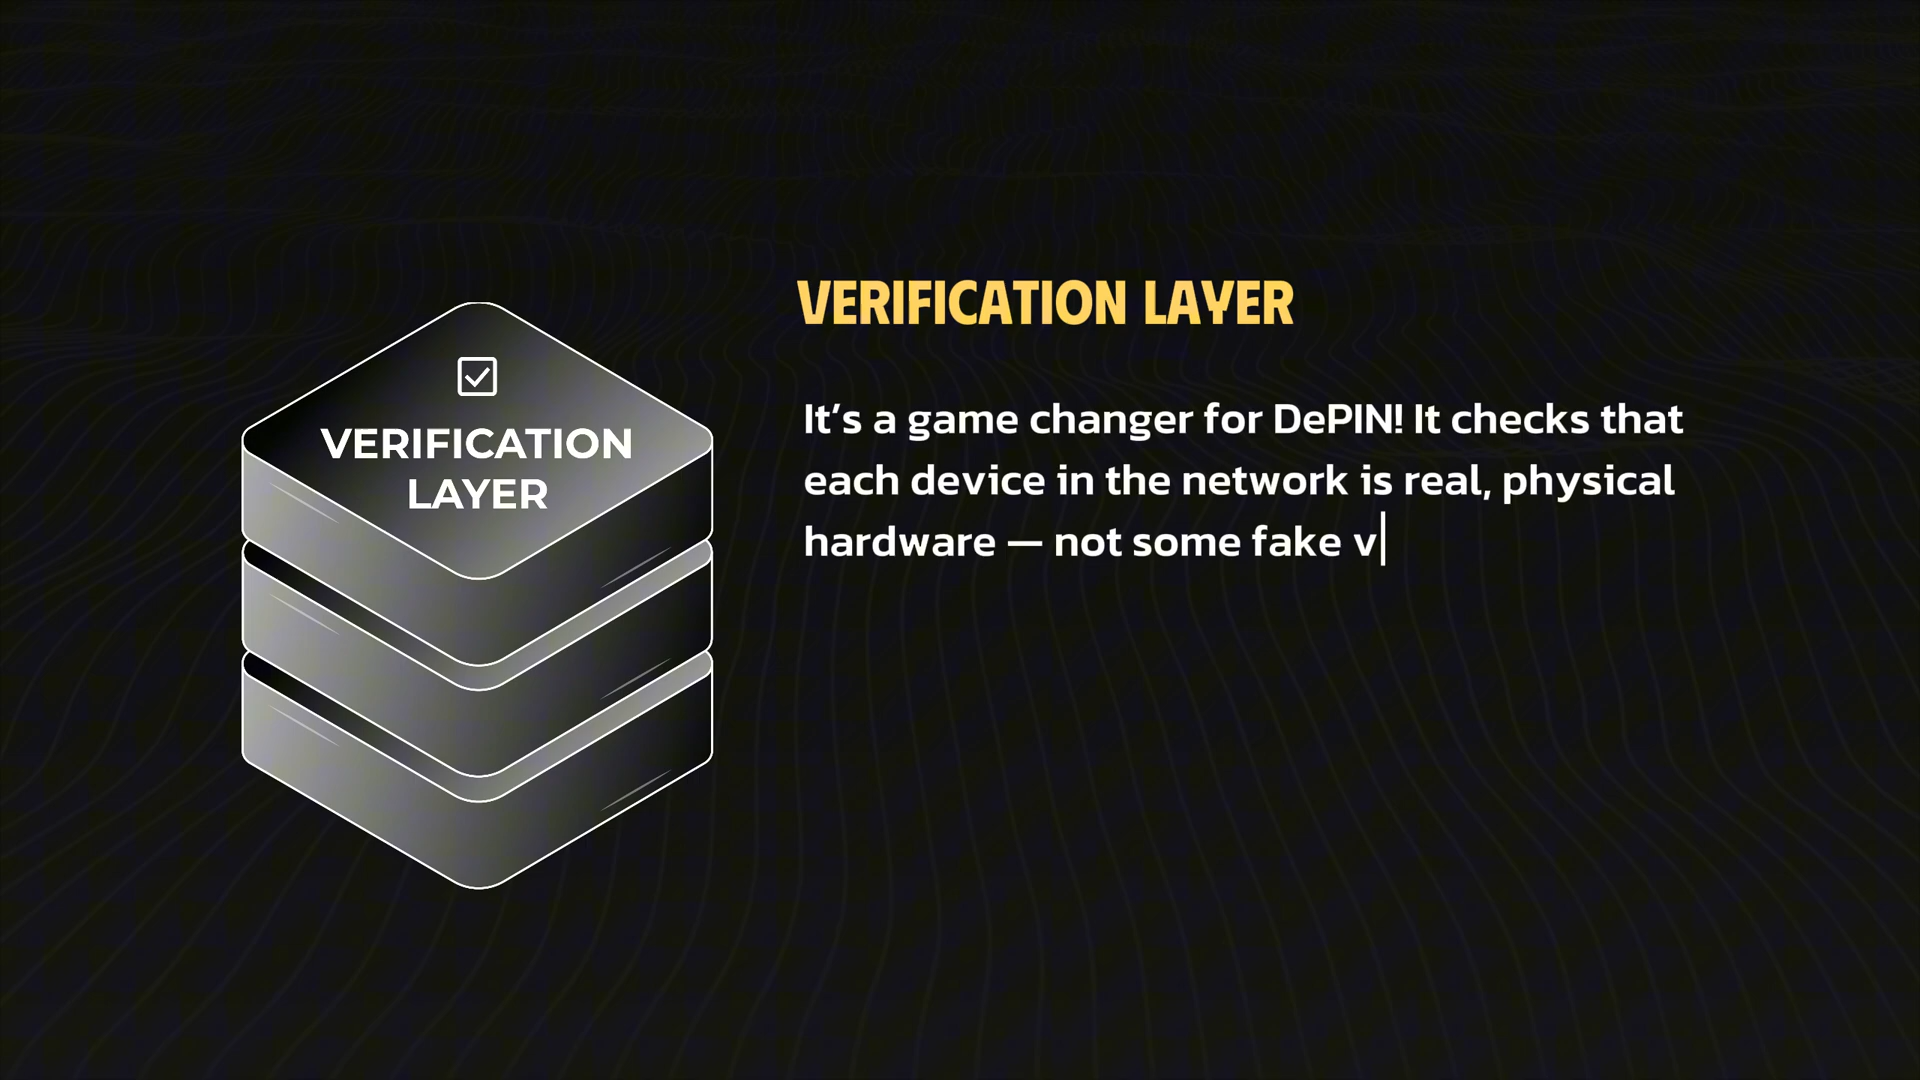 VERIFICATION
LAYER
VERIFICATION LAYER
It's a game changer for DePIN! It checks that
each device in the network is real, physical
hardware — not some fake v